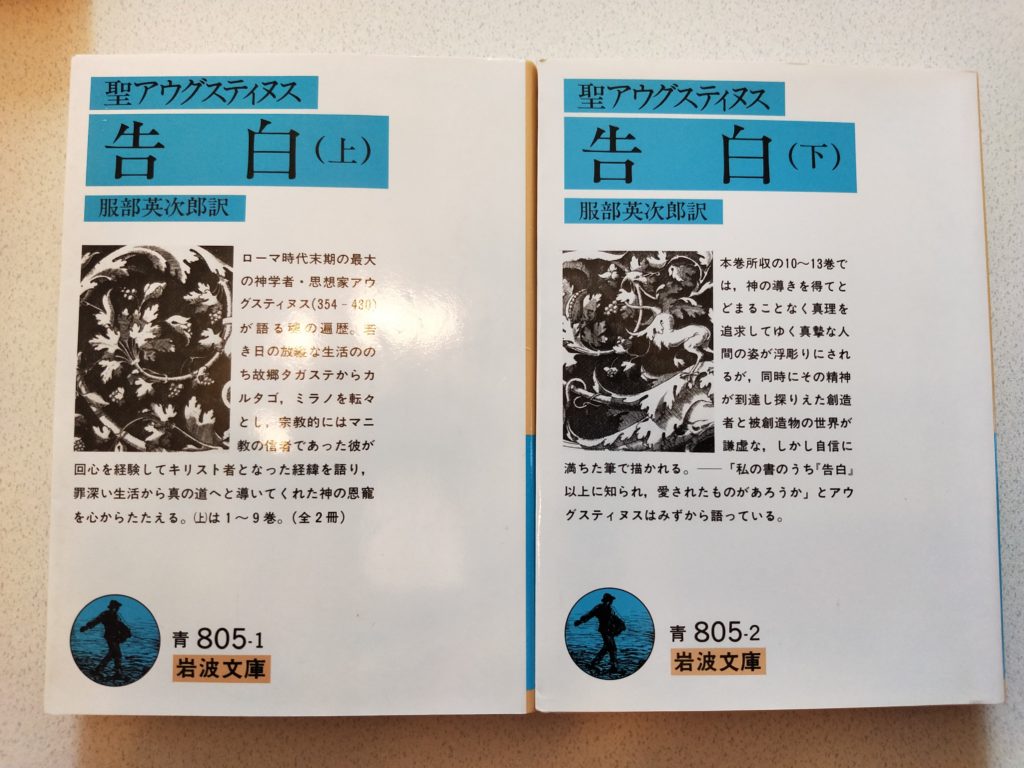 聖アウグスティヌス
告 白（上）
服部英次郎訳
ローマ時代末期の最大
の神学者・思想家アウ
グスティヌス(354‐430)
が語る魂の遍歴。若
き日の放縦な生活のの
ち故郷タガステからカ
ルタゴ，ミラノを転々
とし，宗教的にはマニ
教の信者であった彼が
回心を経験してキリスト者となった経緯を語り，
罪深い生活から真の道へと導いてくれた神の恩寵
を心からたたえる。㈤は１〜９巻。（全２冊）
青 805-1
岩波文庫
聖アウグスティヌス
告 白（下）
服部英次郎訳
本巻所収の10〜13巻で
は，神の導きを得てと
どまることなく真理を
追求してゆく真摯な人
間の姿が浮彫りにされ
るが，同時にその精神
が到達し探りえた創造
者と被創造物の世界が
謙虚な，しかし自信に
満ちた筆で描かれる。――「私の書のうち『告白』
以上に知られ，愛されたものがあろうか」とアウ
グスティヌスはみずから語っている。
青 805-2
岩波文庫